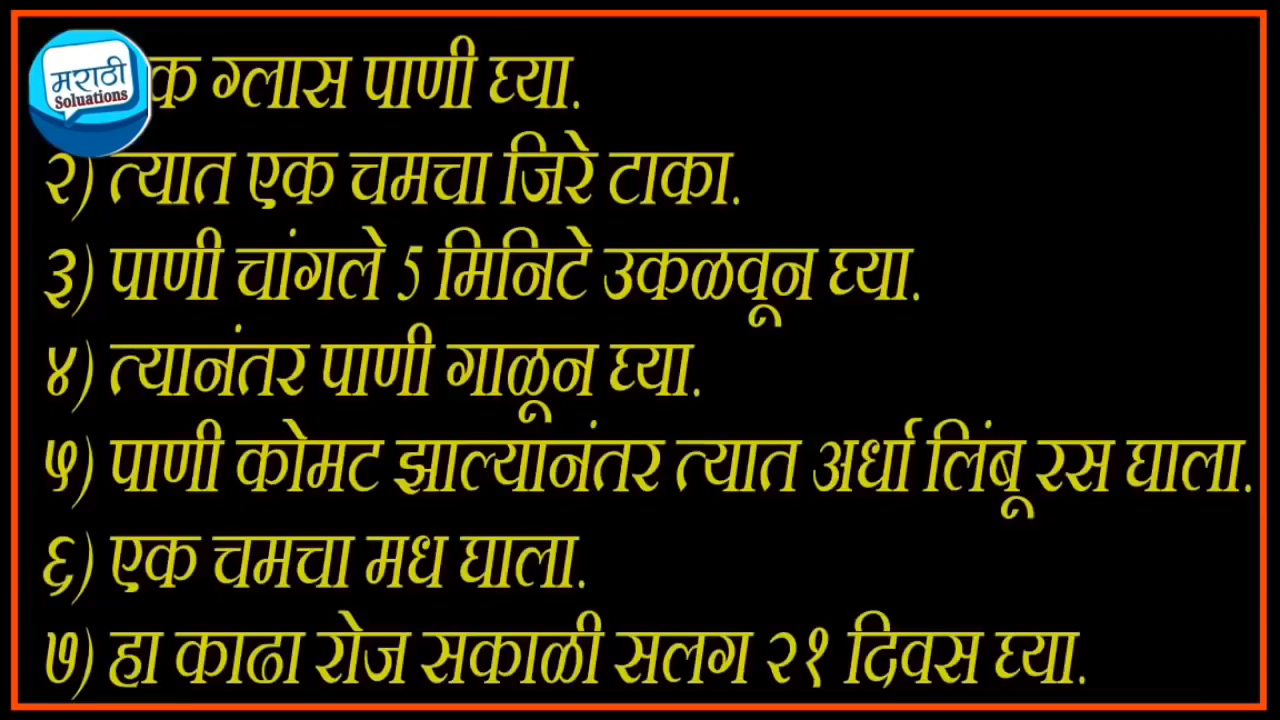 मराठी
Soluations
क ग्लास पाणी घ्या.
२) त्यात एक चमचा जिरे टाका.
३) पाणी चांगले 5 मिनिटे उकळवून घ्या.
४) त्यानंतर पाणी गाळून घ्या.
५) पाणी कोमट झाल्यानंतर त्यात अर्धा लिंबू रस घाला.
६) एक चमचा मध घाला.
७) हा काढा रोज सकाळी सलग २१ दिवस घ्या.